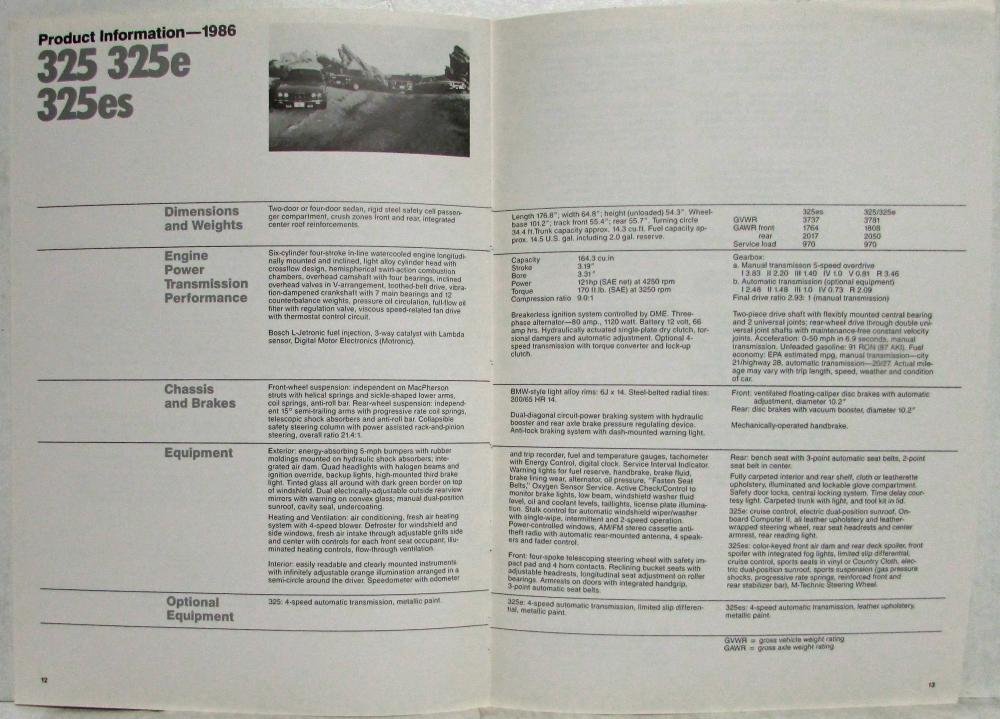 Product Information—1986
325 325e
325es
Dimensions
and Weights
Two-door or four-door sedan, rigid steel safety cell passen-
ger compartment, crush zones front and rear, integrated
center roof reinforcements.
Length 176.8"; width 64.8"; height (unloaded) 54.3". Wheel-
base 101.2"; track front 55.4"; rear 55.7". Turning circle
34.4 ft. Trunk capacity approx. 14.3 cu.ft. Fuel capacity ap-
prox. 14.5 U.S. gal. including 2.0 gal. reserve.
325es 325/325e
GVWR 3737 3781
GAWR front 1764 1808
rear 2017 2050
Service load 970 970
Engine
Power
Transmission
Performance
Six-cylinder four-stroke in-line watercooled engine longitudi-
nally mounted and inclined, light alloy cylinder head with
crossflow design, hemispherical swirl-action combustion
chambers, overhead camshaft with four bearings, inclined
overhead valves in V-arrangement, toothed-belt drive, vibra-
tion-dampened crankshaft with 7 main bearings and 12
counterbalance weights, pressure oil circulation, full-flow oil
filter with regulation valve, viscous speed-related fan drive
with thermostat control circuit.
Bosch L-Jetronic fuel injection, 3-way catalyst with Lambda
sensor, Digital Motor Electronics (Motronic).
Capacity 164.3 cu.in
Stroke 3.19"
Bore 3.31"
Power 121hp (SAE net) at 4250 rpm
Torque 170 ft.lb. (SAE) at 3250 rpm
Compression ratio 9.0:1
Breakerless ignition system controlled by DME. Three-
phase alternator—80 amp., 1120 watt. Battery 12 volt, 66
amp hrs. Hydraulically actuated single-plate dry clutch, tor-
sional dampers and automatic adjustment. Optional 4-
speed transmission with torque converter and lock-up
clutch.
Gearbox:
a. Manual transmisson 5-speed overdrive
I 3.83 II 2.20 III 1.40 IV 1.0 V 0.81 R 3.46
b. Automatic transmission (optional equipment)
I 2.48 II 1.48 III 1.0 IV 0.73 R 2.09
Final drive ratio 2.93: 1 (manual transmission)
Two-piece drive shaft with flexibly mounted central bearing
and 2 universal joints; rear-wheel drive through double uni-
versal joint shafts with maintenance-free constant velocity
joints. Acceleration: 0-50 mph in 6.9 seconds, manual
transmission. Unleaded gasoline: 91 RON (87 AKI). Fuel
economy: EPA estimated mpg, manual transmission—city
21/highway 28, automatic transmission—20/27. Actual mile-
age may vary with trip length, speed, weather and condition
of car.
Chassis
and Brakes
Front-wheel suspension: independent on MacPherson
struts with helical springs and sickle-shaped lower arms,
coil springs, anti-roll bar. Rear-wheel suspension: independ-
ent 15° semi-trailing arms with progressive rate coil springs,
telescopic shock absorbers and anti-roll bar. Collapsible
safety steering column with power assisted rack-and-pinion
steering, overall ratio 21.4:1.
BMW-style light alloy rims: 6J x 14. Steel-belted radial tires:
200/65 HR 14.
Dual-diagonal circuit-power braking system with hydraulic
booster and rear axle brake pressure regulating device.
Anti-lock braking system with dash-mounted warning light.
Front: ventilated floating-caliper disc brakes with automatic
adjustment, diameter 10.2"
Rear: disc brakes with vacuum booster, diameter 10.2"
Mechanically-operated handbrake.
Equipment
Exterior: energy-absorbing 5-mph bumpers with rubber
moldings mounted on hydraulic shock absorbers; inte-
grated air dam. Quad headlights with halogen beams and
ignition override, backup lights, high-mounted third brake
light. Tinted glass all around with dark green border on top
of windshield. Dual electrically-adjustable outside rearview
mirrors with warning on convex glass; manual dual-position
sunroof, cavity seal, undercoating.
Heating and Ventilation: air conditioning, fresh air heating
system with 4-speed blower. Defroster for windshield and
side windows, fresh air intake through adjustable grills side
and center with controls for each front seat occupant, illu-
minated heating controls, flow-through ventilation.
Interior: easily readable and clearly mounted instruments
with infinitely adjustable orange illumination arranged in a
semi-circle around the driver. Speedometer with odometer
and trip recorder, fuel and temperature gauges, tachometer
with Energy Control, digital clock. Service Interval Indicator.
Warning lights for fuel reserve, handbrake, brake fluid,
brake lining wear, alternator, oil pressure, "Fasten Seat
Belts," Oxygen Sensor Service. Active Check/Control to
monitor brake lights, low beam, windshield washer fluid
level, oil and coolant levels, taillights, license plate illumina-
tion. Stalk control for automatic windshield wiper/washer
with single-wipe, intermittent and 2-speed operation.
Power-controlled windows, AM/FM stereo cassette anti-
theft radio with automatic rear-mounted antenna, 4 speak-
ers and fader control.
Front: four-spoke telescoping steering wheel with safety im-
pact pad and 4 horn contacts. Reclining bucket seats with
adjustable headrests, longitudinal seat adjustment on roller
bearings. Armrests on doors with integrated handgrip,
3-point automatic seat belts.
Rear: bench seat with 3-point automatic seat belts, 2-point
seat belt in center.
Fully carpeted interior and rear shelf, cloth or leatherette
upholstery, illuminated and lockable glove compartment.
Safety door locks, central locking system. Time delay cour-
tesy light. Carpeted trunk with light, and tool kit in lid.
325e: cruise control, electric dual-position sunroof, On-
board Computer II, all leather upholstery and leather-
wrapped steering wheel, rear seat headrests and center
armrest, rear reading light.
325es: color-keyed front air dam and rear deck spoiler, front
spoiler with integrated fog lights, limited slip differential,
cruise control, sports seats in vinyl or Country Cloth, elec-
tric dual-position sunroof, sports suspension (gas pressure
shocks, progressive rate springs, reinforced front and
rear stabilizer bar), M-Technic Steering Wheel.
Optional
Equipment
325: 4-speed automatic transmission, metallic paint.
325e: 4-speed automatic transmission, limited slip differen-
tial, metallic paint.
325es: 4-speed automatic transmission, leather upholstery,
metallic paint.
GVWR = gross vehicle weight rating
GAWR = gross axle weight rating
12
13